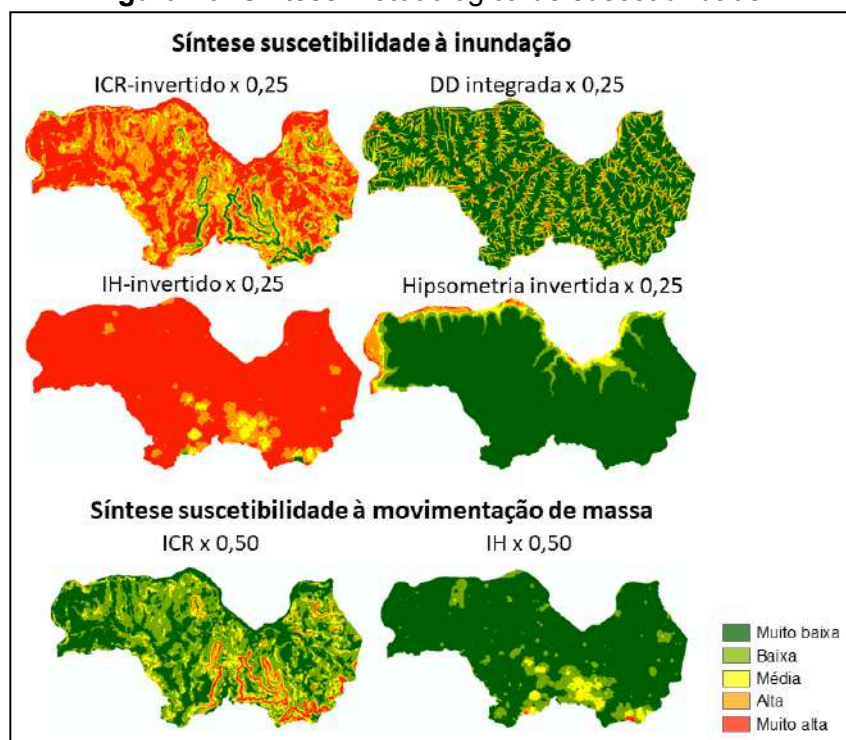 Síntese suscetibilidade à inundação
ICR-invertido x 0,25
DD integrada x 0,25
IH-invertido x 0,25
Hipsometria invertida x 0,25
Síntese suscetibilidade à movimentação de massa
ICR x 0,50
IH x 0,50
Muito baixa
Baixa
Média
Alta
Muito alta